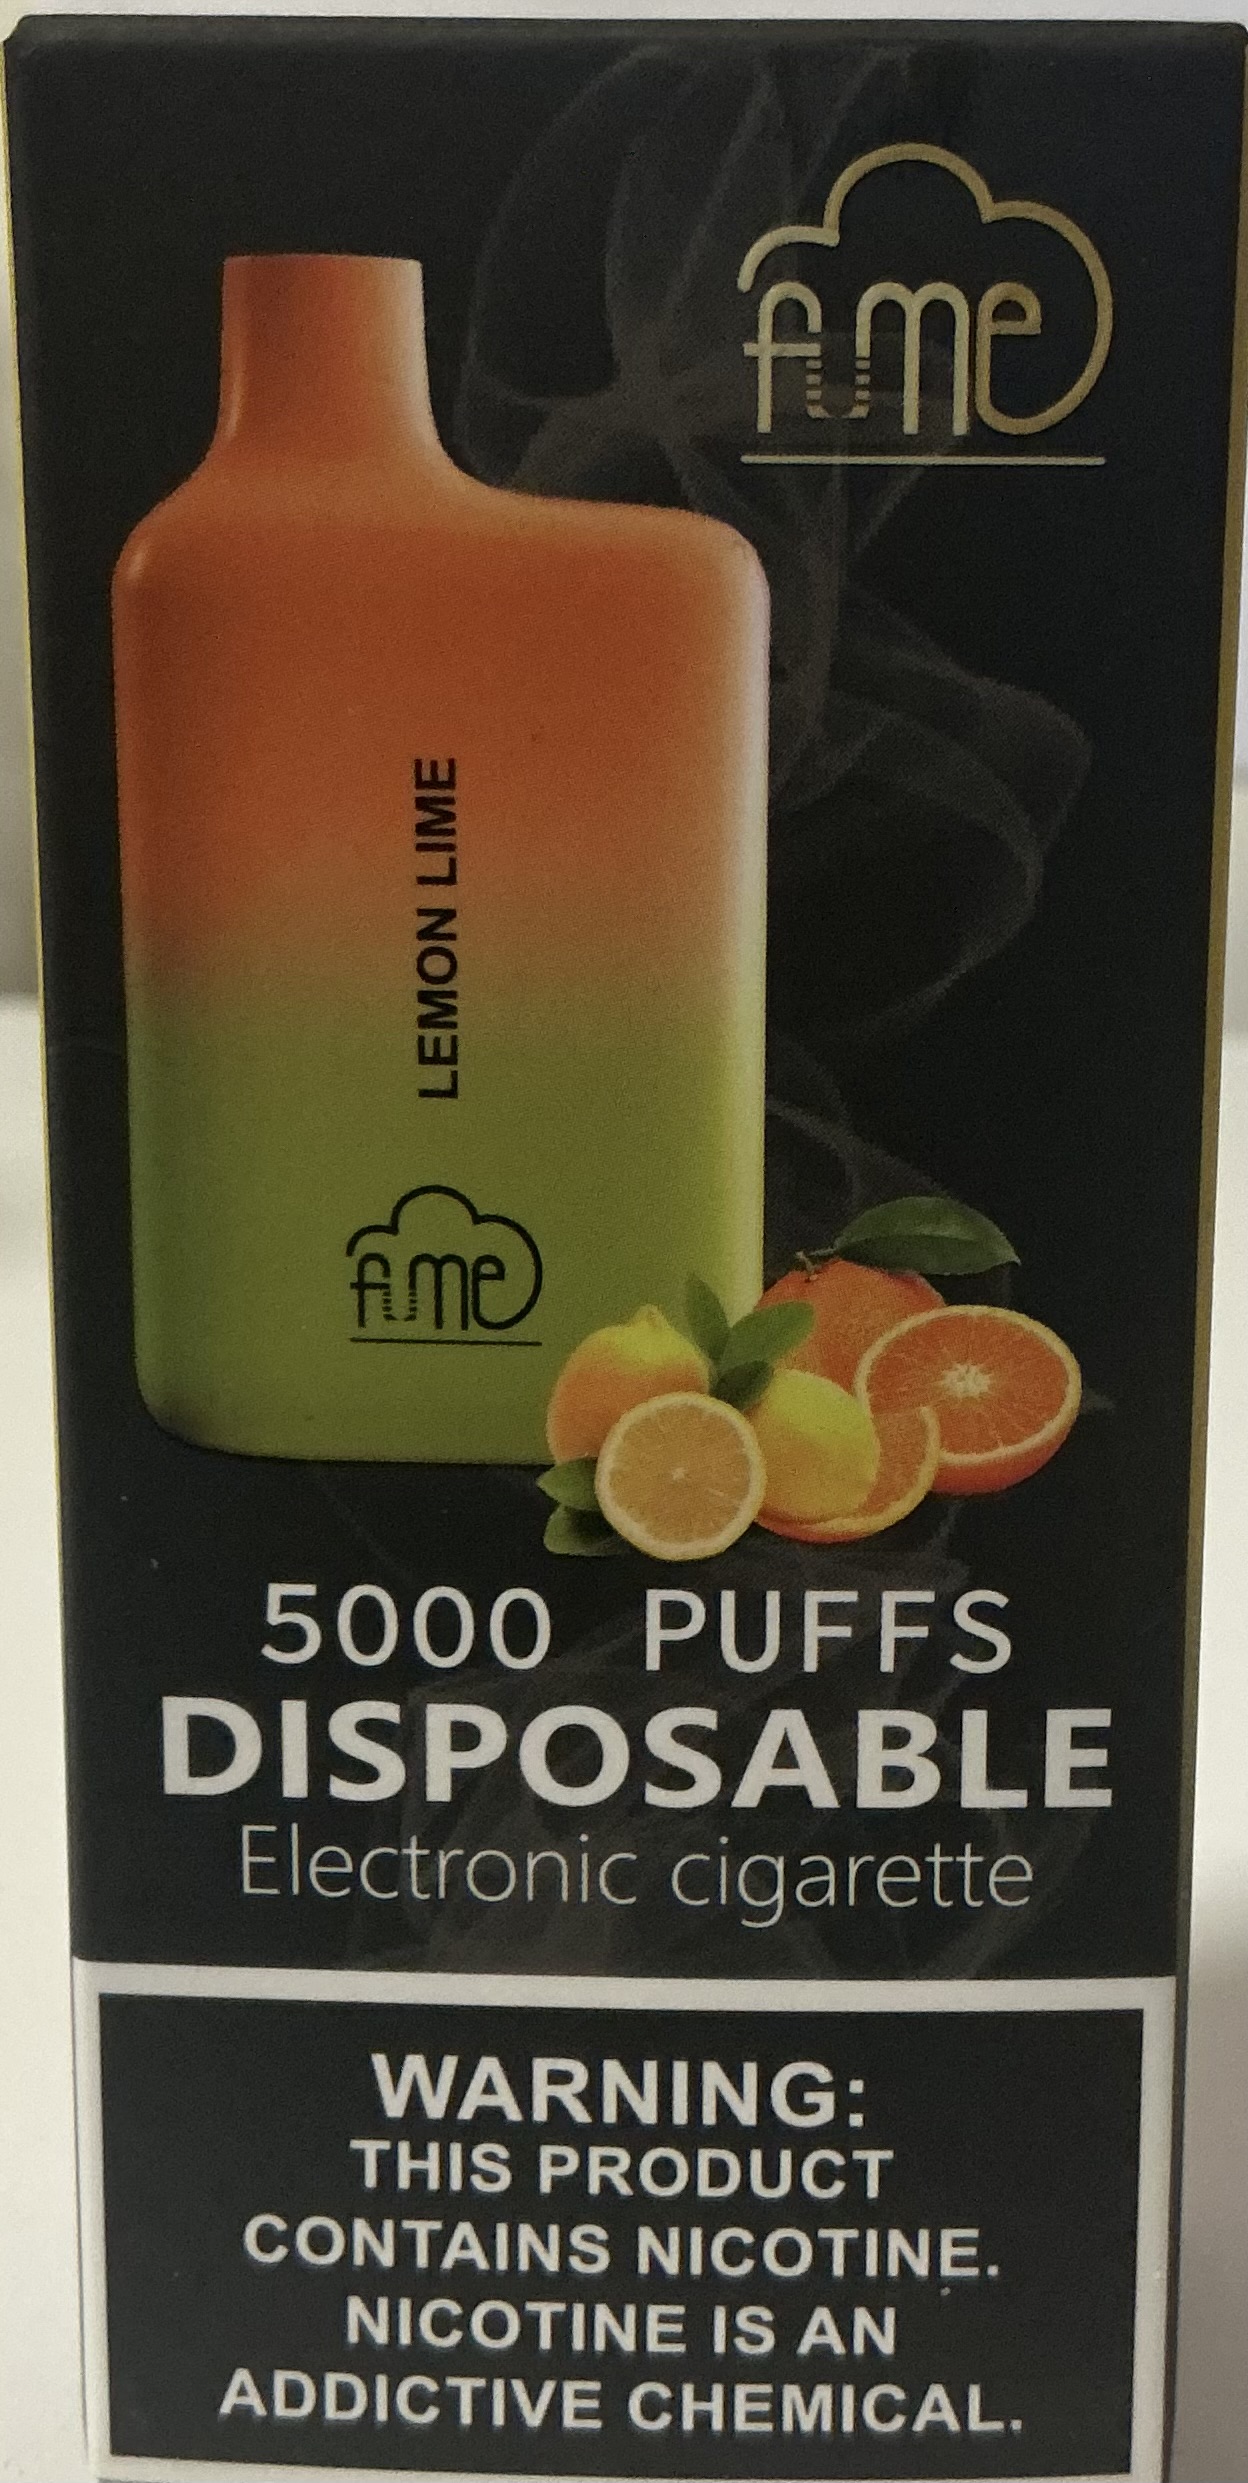 fume
LEMON LIME
fume
5000 PUFFS
DISPOSABLE
Electronic cigarette
WARNING:
THIS PRODUCT
CONTAINS NICOTINE.
NICOTINE IS AN
ADDICTIVE CHEMICAL.